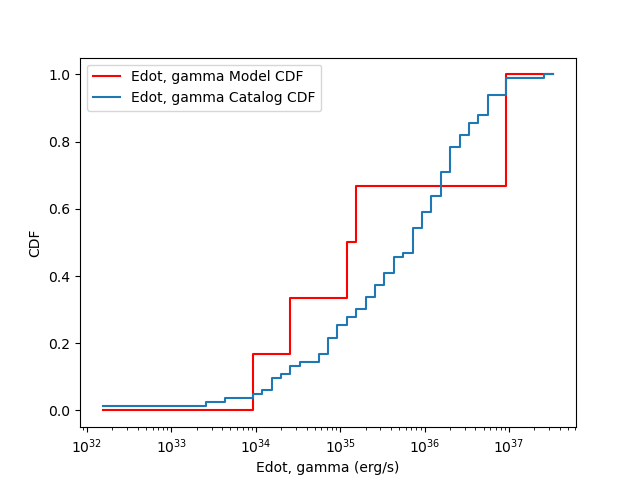 Edot, gamma Model CDF
Edot, gamma Catalog CDF
1.0
0.8
0.6
0.4
0.2
0.0
CDF
10^32 10^33 10^34 10^35 10^36 10^37
Edot, gamma (erg/s)